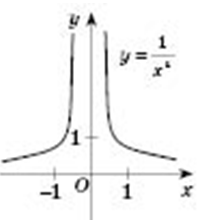 y
y = 1/x
1
−1 O 1 x